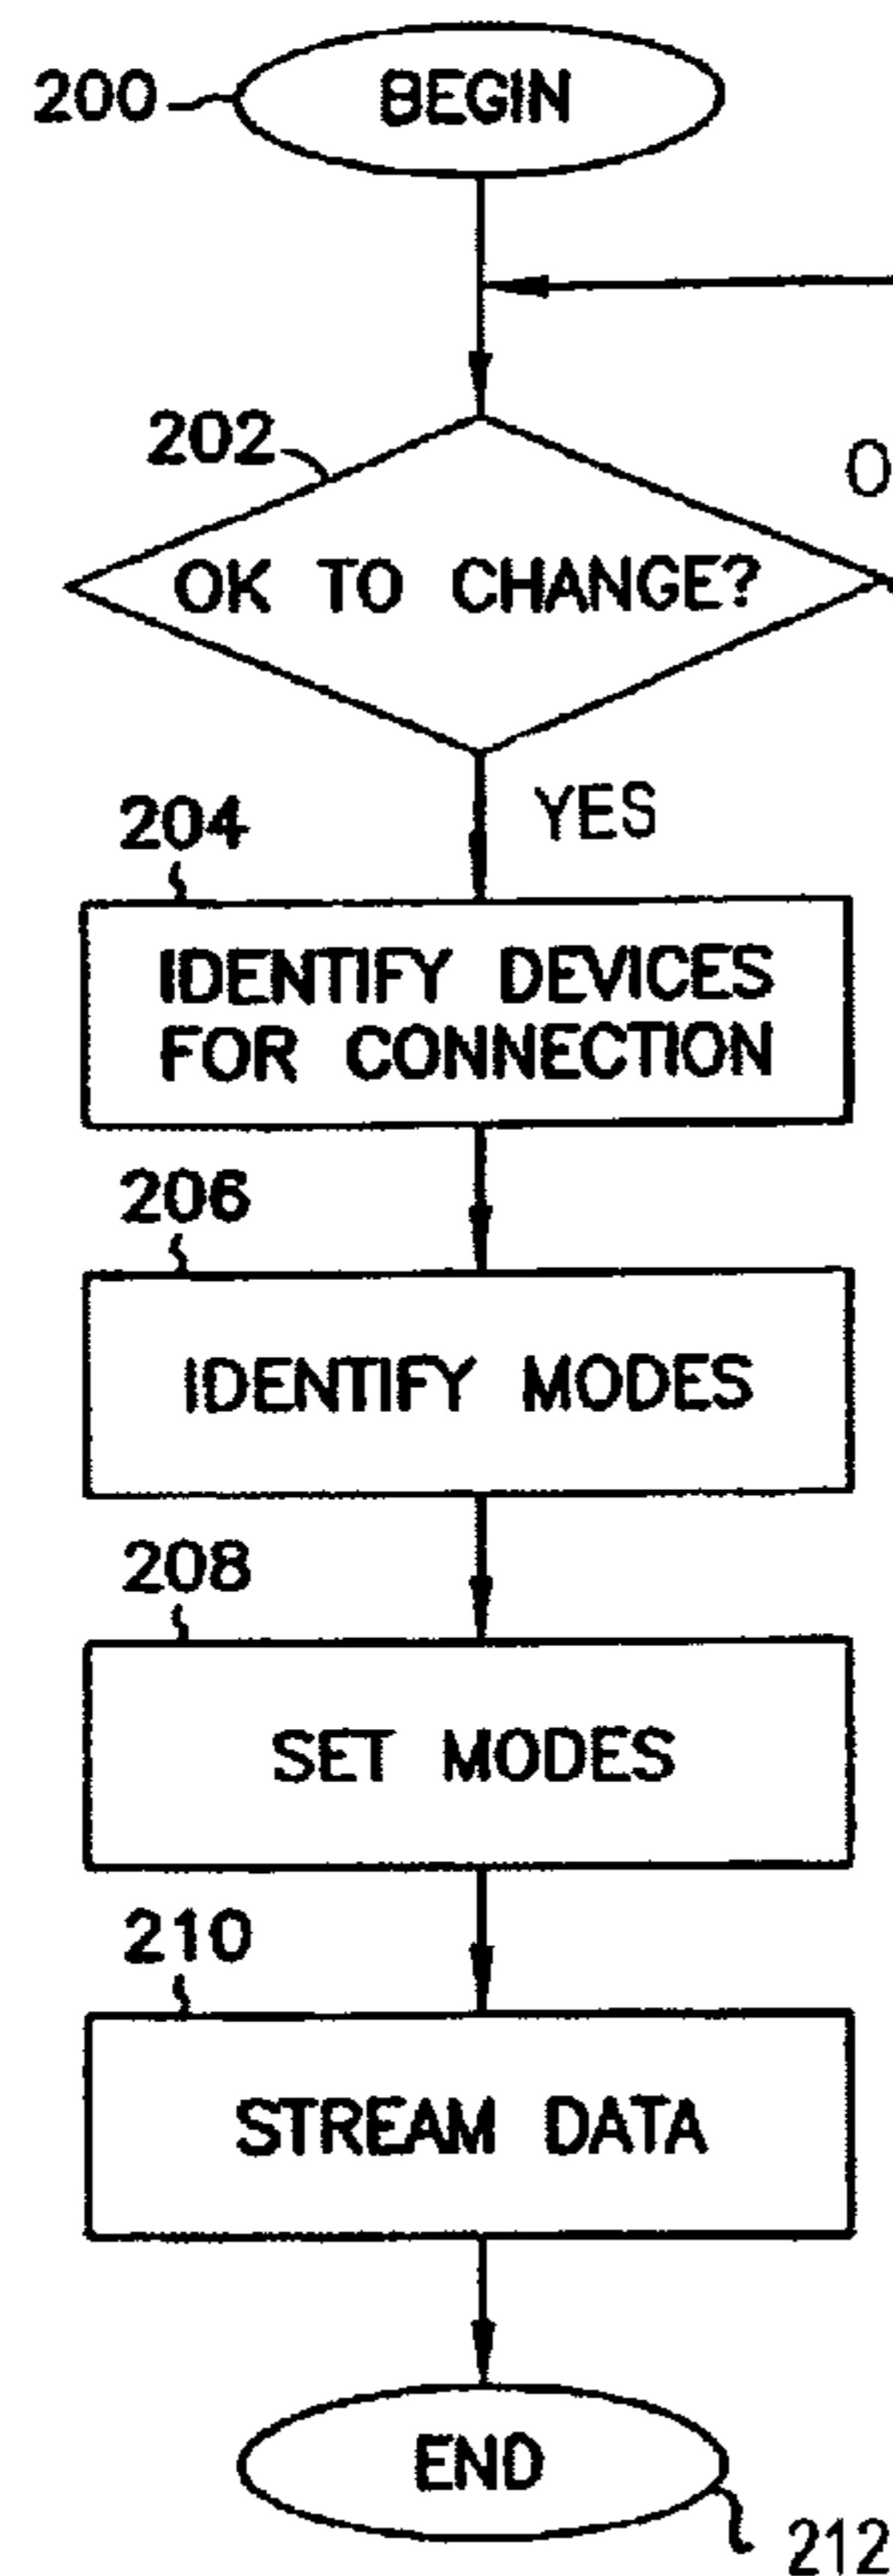 200
BEGIN
202
OK TO CHANGE?
YES
204
IDENTIFY DEVICES
FOR CONNECTION
206
IDENTIFY MODES
208
SET MODES
210
STREAM DATA
END
212